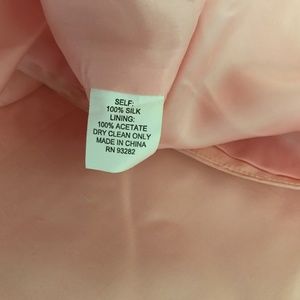 SELF:
100% SILK
LINING:
100% ACETATE
DRY CLEAN ONLY
MADE IN CHINA
RN 93282